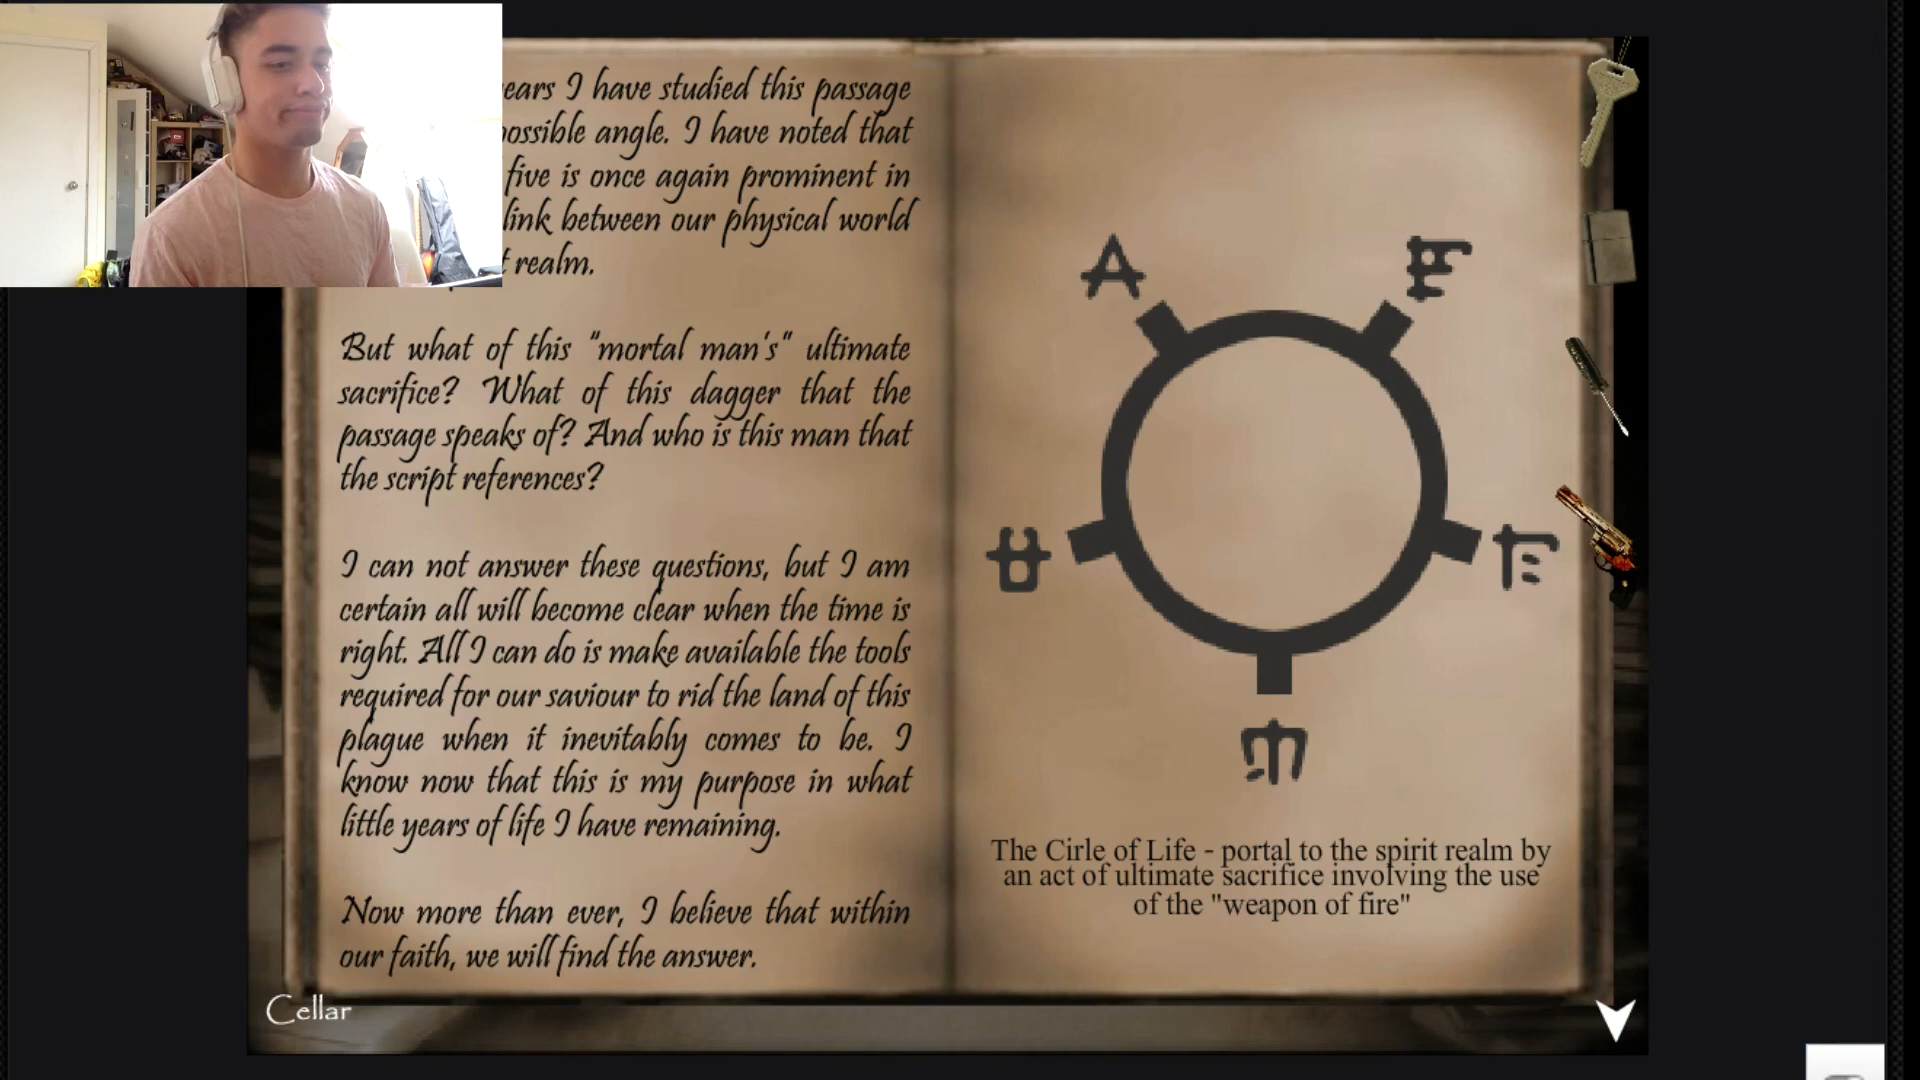 ears I have studied this passage
possible angle. I have noted that
five is once again prominent in
link between our physical world
realm.
But what of this "mortal man's" ultimate
sacrifice? What of this dagger that the
passage speaks of? And who is this man that
the script references?
I can not answer these questions, but I am
certain all will become clear when the time is
right. All I can do is make available the tools
required for our saviour to rid the land of this
plague when it inevitably comes to be. I
know now that this is my purpose in what
little years of life I have remaining.
Now more than ever, I believe that within
our faith, we will find the answer.
The Cirle of Life - portal to the spirit realm by
an act of ultimate sacrifice involving the use
of the "weapon of fire"
Cellar